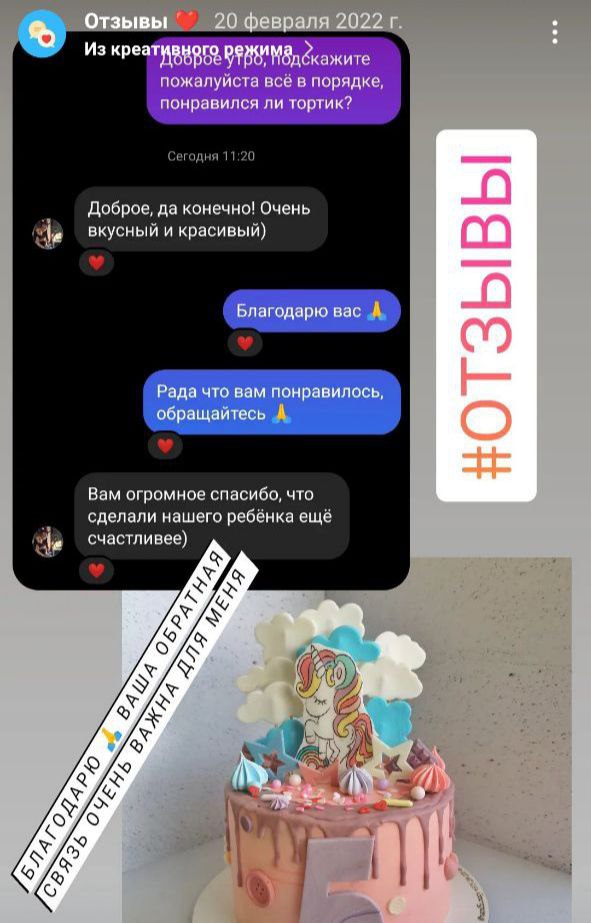 Отзывы ❤️ 20 февраля 2022 г.
Из креативного режима >
Доброе утро, подскажите
пожалуйста всё в порядке,
понравился ли тортик?
Сегодня 11:20
Доброе, да конечно! Очень
вкусный и красивый)
Благодарю вас 🙏
Рада что вам понравилось,
обращайтесь 🙏
Вам огромное спасибо, что
сделали нашего ребёнка ещё
счастливее)
#ОТЗЫВЫ
БЛАГОДАРЮ 🙏 ВАША ОБРАТНАЯ
СВЯЗЬ ОЧЕНЬ ВАЖНА ДЛЯ МЕНЯ
5